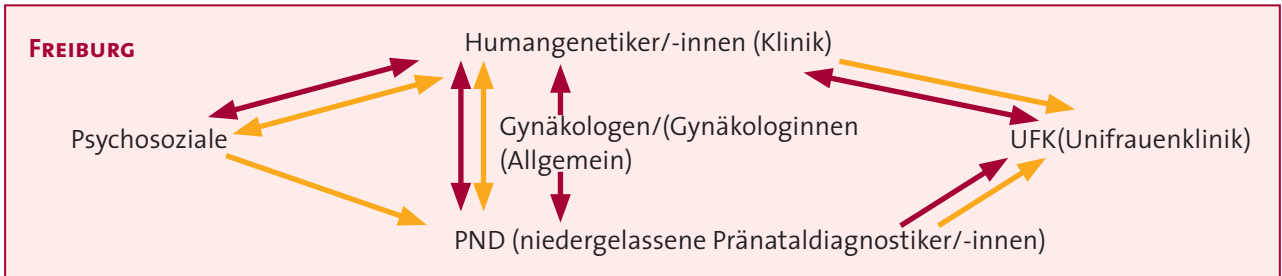 FREIBURG
Humangenetiker/-innen (Klinik)
Psychosoziale
Gynäkologen/(Gynäkologinnen
(Allgemein)
UFK(Unifrauenklinik)
PND (niedergelassene Pränataldiagnostiker/-innen)